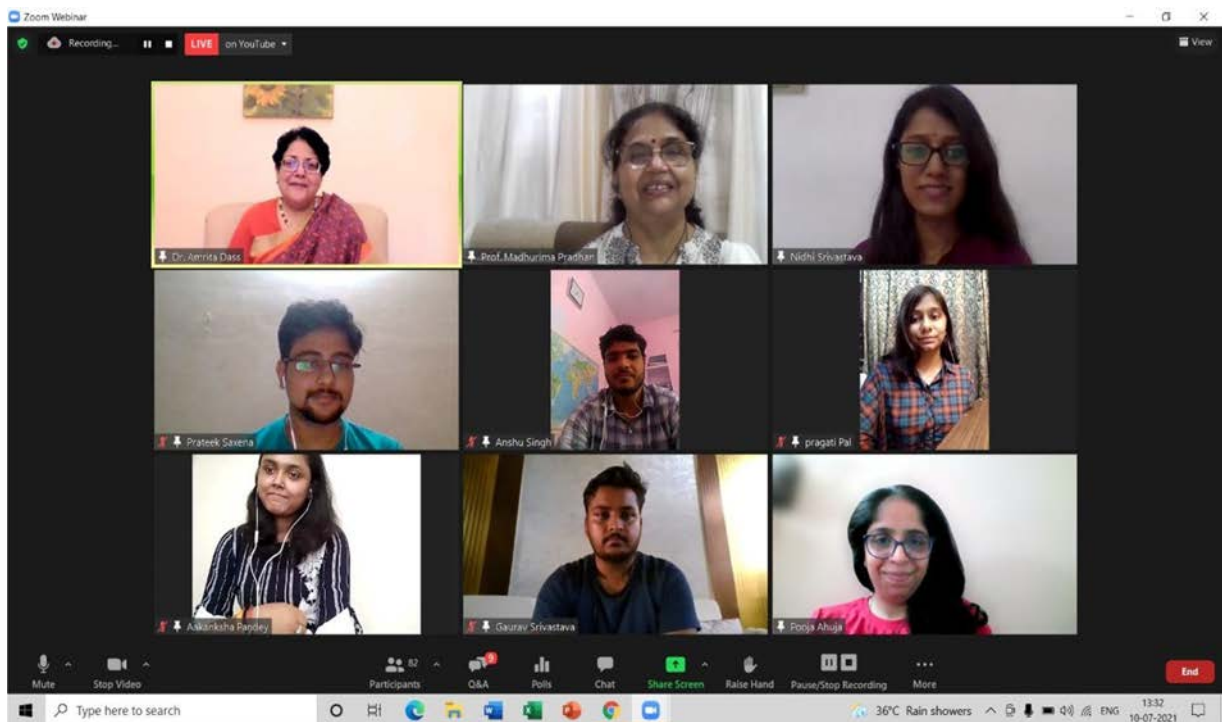 Zoom Webinar
Recording...
LIVE on YouTube
View
Dr. Amrita Dass
Prof. Madhurima Pradhan
Nidhi Srivastava
Prateek Saxena
Anshu Singh
pragati Pal
Aakanksha Pandey
Gaurav Srivastava
Pooja Ahuja
Mute
Stop Video
82
Participants
9
Q&A
Polls
Chat
Share Screen
Raise Hand
Pause/Stop Recording
More
End
Type here to search
36°C Rain showers
ENG
13:32
10-07-2021